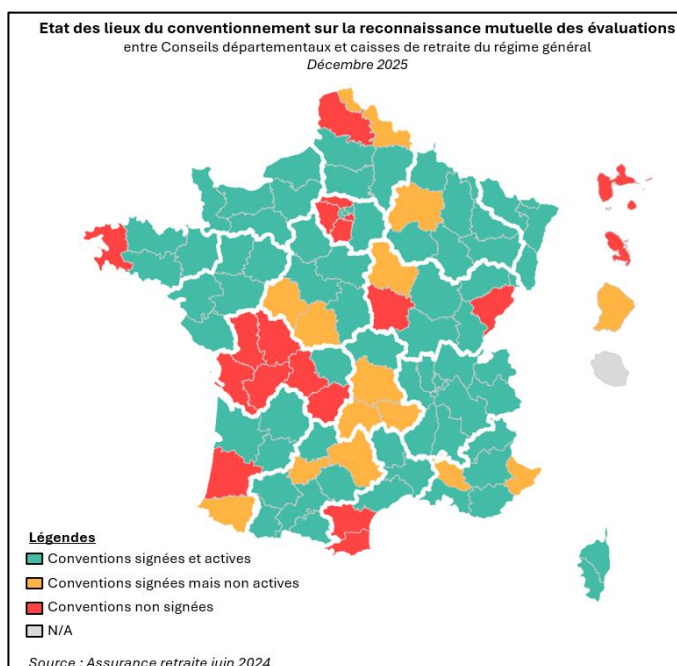 Etat des lieux du conventionnement sur la reconnaissance mutuelle des évaluations
entre Conseils départementaux et caisses de retraite du régime général
Décembre 2025
Légendes
Conventions signées et actives
Conventions signées mais non actives
Conventions non signées
N/A
Source : Assurance retraite juin 2024